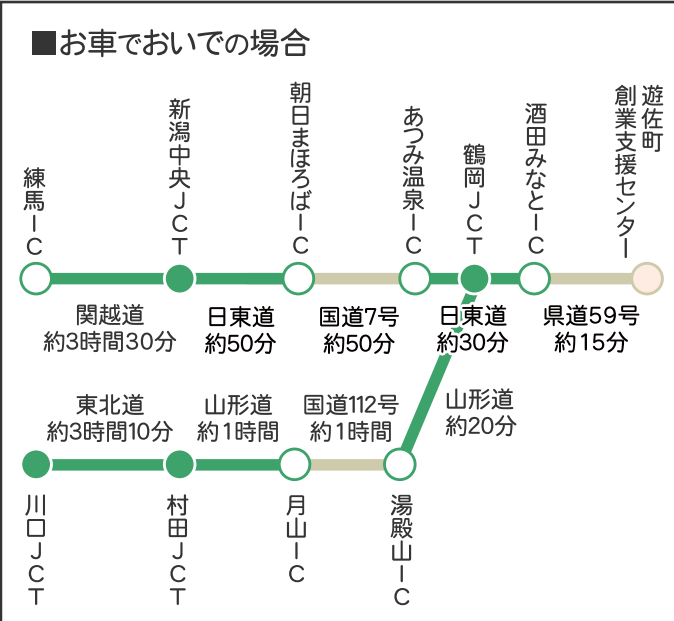 ■お車でおいでの場合
練馬IC
新潟中央JCT
朝日まほろばIC
あつみ温泉IC
鶴岡JCT
酒田みなとIC
遊佐町
創業支援センター
関越道
約3時間30分
日東道
約50分
国道7号
約50分
日東道
約30分
県道59号
約15分
東北道
約3時間10分
山形道
約1時間
国道112号
約1時間
山形道
約20分
川口JCT
村田JCT
月山IC
湯殿山IC